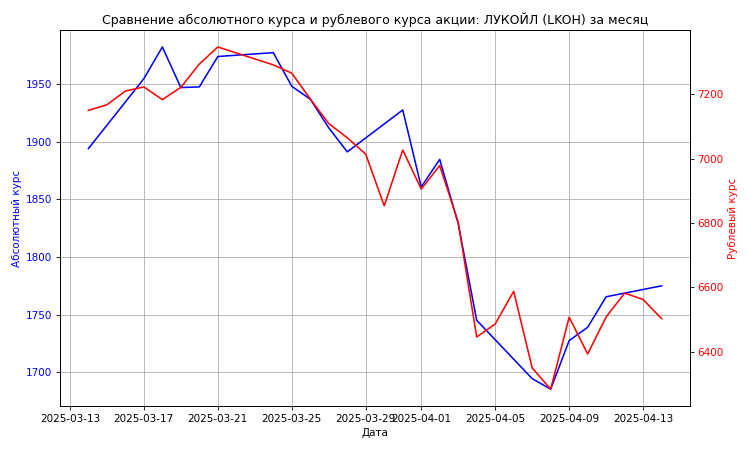 Сравнение абсолютного курса и рублевого курса акции: ЛУКОЙЛ (LKOH) за месяц
Абсолютный курс
1950
1900
1850
1800
1750
1700
7200
7000
6800
6600
6400
Рублевый курс
2025-03-13 2025-03-17 2025-03-21 2025-03-25 2025-03-29 2025-04-01 2025-04-05 2025-04-09 2025-04-13
Дата